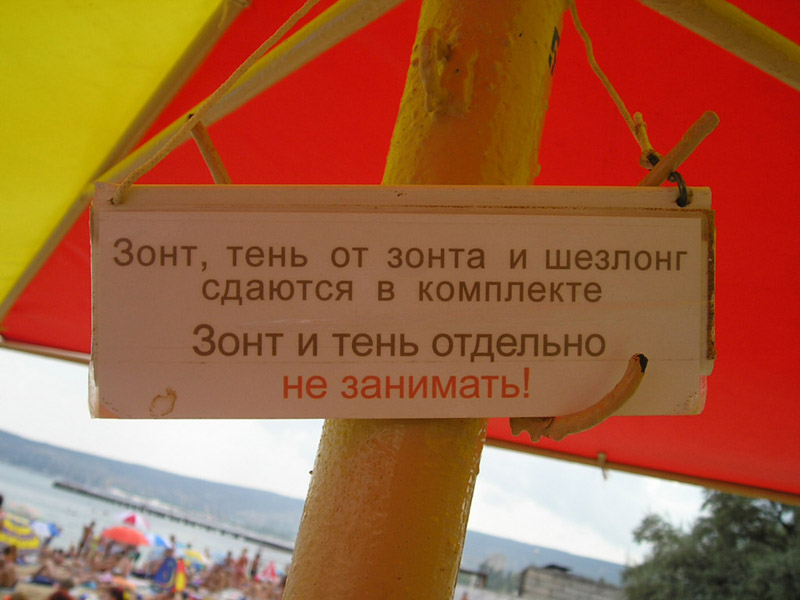 Зонт, тень от зонта и шезлонг
сдаются в комплекте
Зонт и тень отдельно
не занимать!